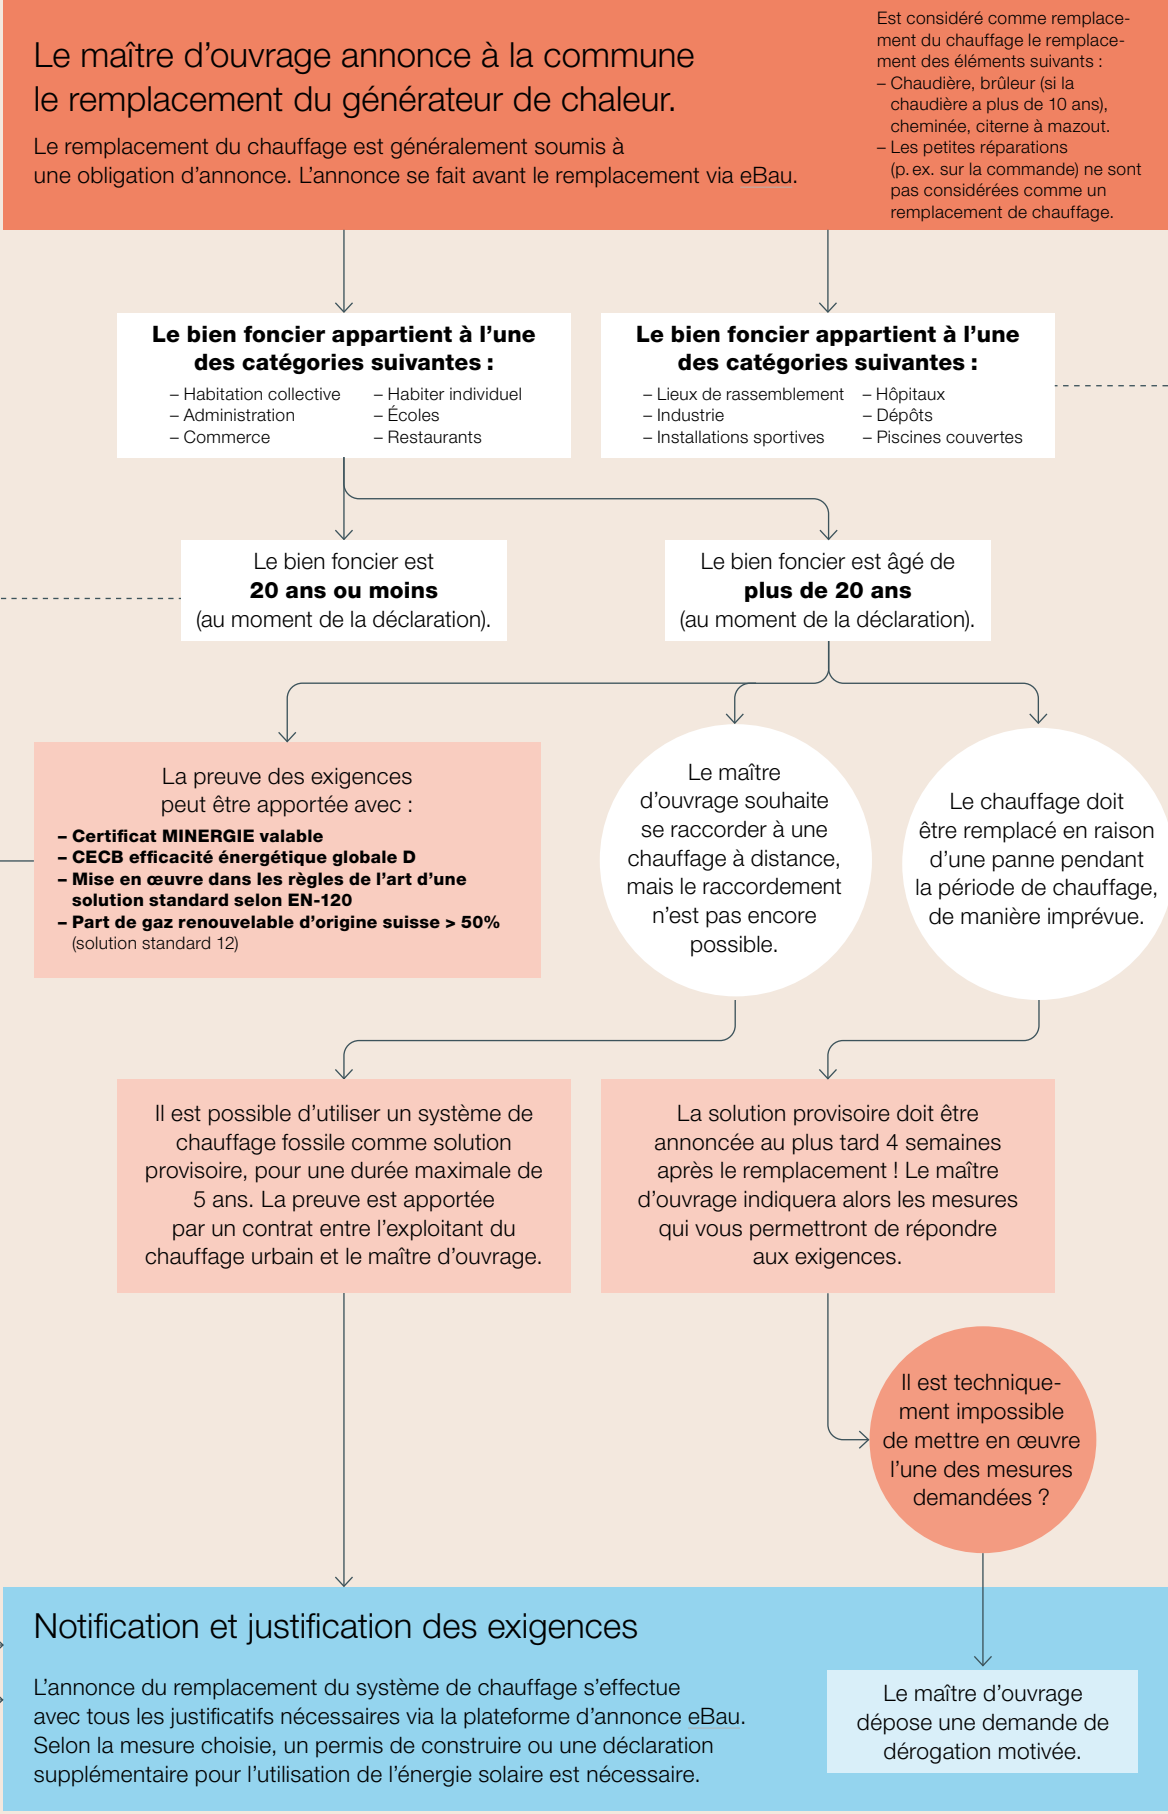 Le maître d’ouvrage annonce à la commune
le remplacement du générateur de chaleur.
Le remplacement du chauffage est généralement soumis à
une obligation d’annonce. L’annonce se fait avant le remplacement via eBau.
Est considéré comme remplace-
ment du chauffage le remplace-
ment des éléments suivants :
– Chaudière, brûleur (si la
chaudière a plus de 10 ans),
cheminée, citerne à mazout.
– Les petites réparations
(p. ex. sur la commande) ne sont
pas considérées comme un
remplacement de chauffage.
Le bien foncier appartient à l’une
des catégories suivantes :
– Habitation collective
– Administration
– Commerce
– Habiter individuel
– Écoles
– Restaurants
Le bien foncier appartient à l’une
des catégories suivantes :
– Lieux de rassemblement
– Industrie
– Installations sportives
– Hôpitaux
– Dépôts
– Piscines couvertes
Le bien foncier est
20 ans ou moins
(au moment de la déclaration).
Le bien foncier est âgé de
plus de 20 ans
(au moment de la déclaration).
La preuve des exigences
peut être apportée avec :
– Certificat MINERGIE valable
– CECB efficacité énergétique globale D
– Mise en œuvre dans les règles de l’art d’une
solution standard selon EN-120
– Part de gaz renouvelable d’origine suisse > 50%
(solution standard 12)
Le maître
d’ouvrage souhaite
se raccorder à une
chauffage à distance,
mais le raccordement
n’est pas encore
possible.
Le chauffage doit
être remplacé en raison
d’une panne pendant
la période de chauffage,
de manière imprévue.
Il est possible d’utiliser un système de
chauffage fossile comme solution
provisoire, pour une durée maximale de
5 ans. La preuve est apportée
par un contrat entre l’exploitant du
chauffage urbain et le maître d’ouvrage.
La solution provisoire doit être
annoncée au plus tard 4 semaines
après le remplacement ! Le maître
d’ouvrage indiquera alors les mesures
qui vous permettront de répondre
aux exigences.
Il est technique-
ment impossible
de mettre en œuvre
l’une des mesures
demandées ?
Notification et justification des exigences
L’annonce du remplacement du système de chauffage s’effectue
avec tous les justificatifs nécessaires via la plateforme d’annonce eBau.
Selon la mesure choisie, un permis de construire ou une déclaration
supplémentaire pour l’utilisation de l’énergie solaire est nécessaire.
Le maître d’ouvrage
dépose une demande de
dérogation motivée.